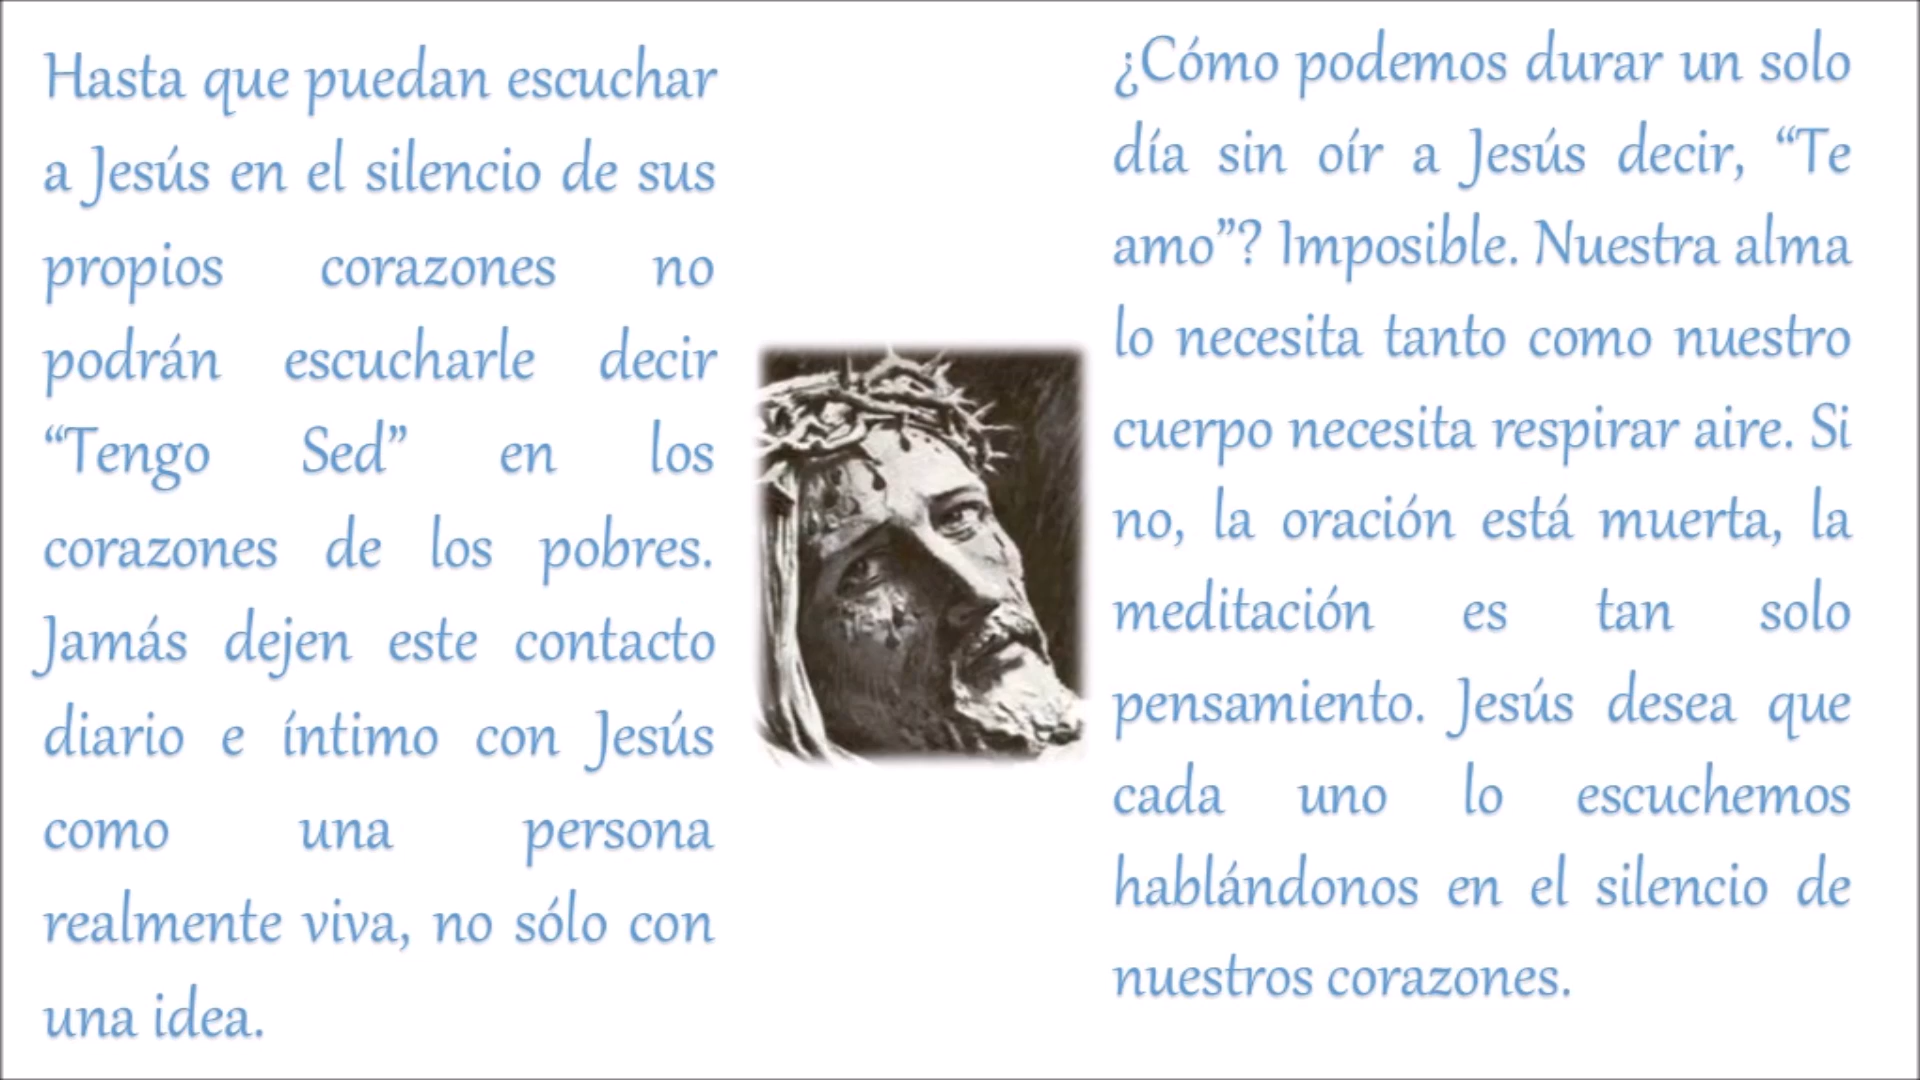 Hasta que puedan escuchar
a Jesús en el silencio de sus
propios corazones no
podrán escucharle decir
“Tengo Sed” en los
corazones de los pobres.
Jamás dejen este contacto
diario e íntimo con Jesús
como una persona
realmente viva, no sólo con
una idea.
¿Cómo podemos durar un solo
día sin oír a Jesús decir, “Te
amo”? Imposible. Nuestra alma
lo necesita tanto como nuestro
cuerpo necesita respirar aire. Si
no, la oración está muerta, la
meditación es tan solo
pensamiento. Jesús desea que
cada uno lo escuchemos
hablándonos en el silencio de
nuestros corazones.